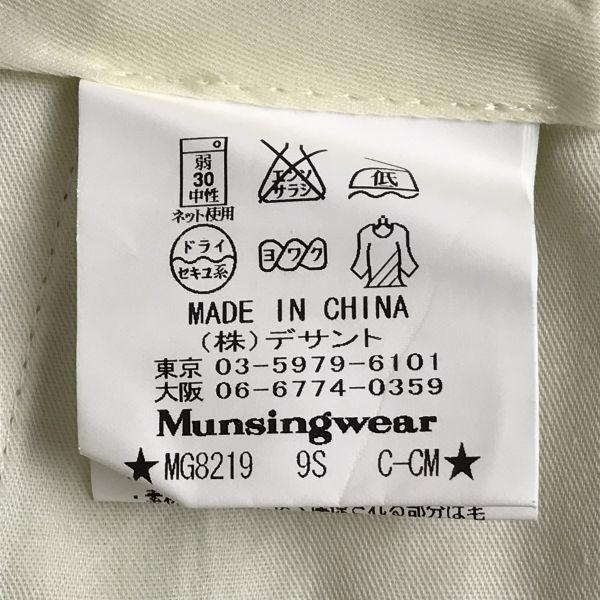 弱
30
中性
ネット使用
エンソ
サラシ
低
ドライ
セキユ系
ヨワク
MADE IN CHINA
(株)デサント
東京 03-5979-6101
大阪 06-6774-0359
Munsingwear
★MG8219 9S C-CM★